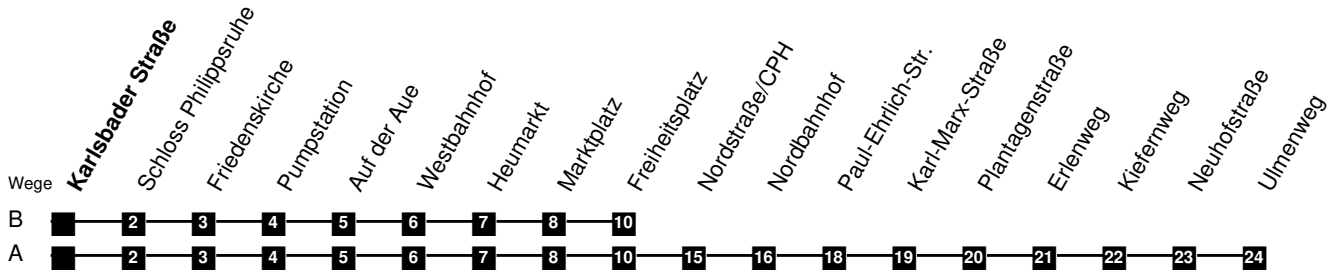 Karlsbader Straße
Schloss Philippsruhe
Friedenskirche
Pumpstation
Auf der Aue
Westbahnhof
Heumarkt
Marktplatz
Freiheitsplatz
Nordstraße/CPH
Nordbahnhof
Paul-Ehrlich-Str.
Karl-Marx-Straße
Plantagenstraße
Erlenweg
Kiefernweg
Neuhofstraße
Ulmenweg
Wege
B 2 3 4 5 6 7 8 10
A 2 3 4 5 6 7 8 10 15 16 18 19 20 21 22 23 24